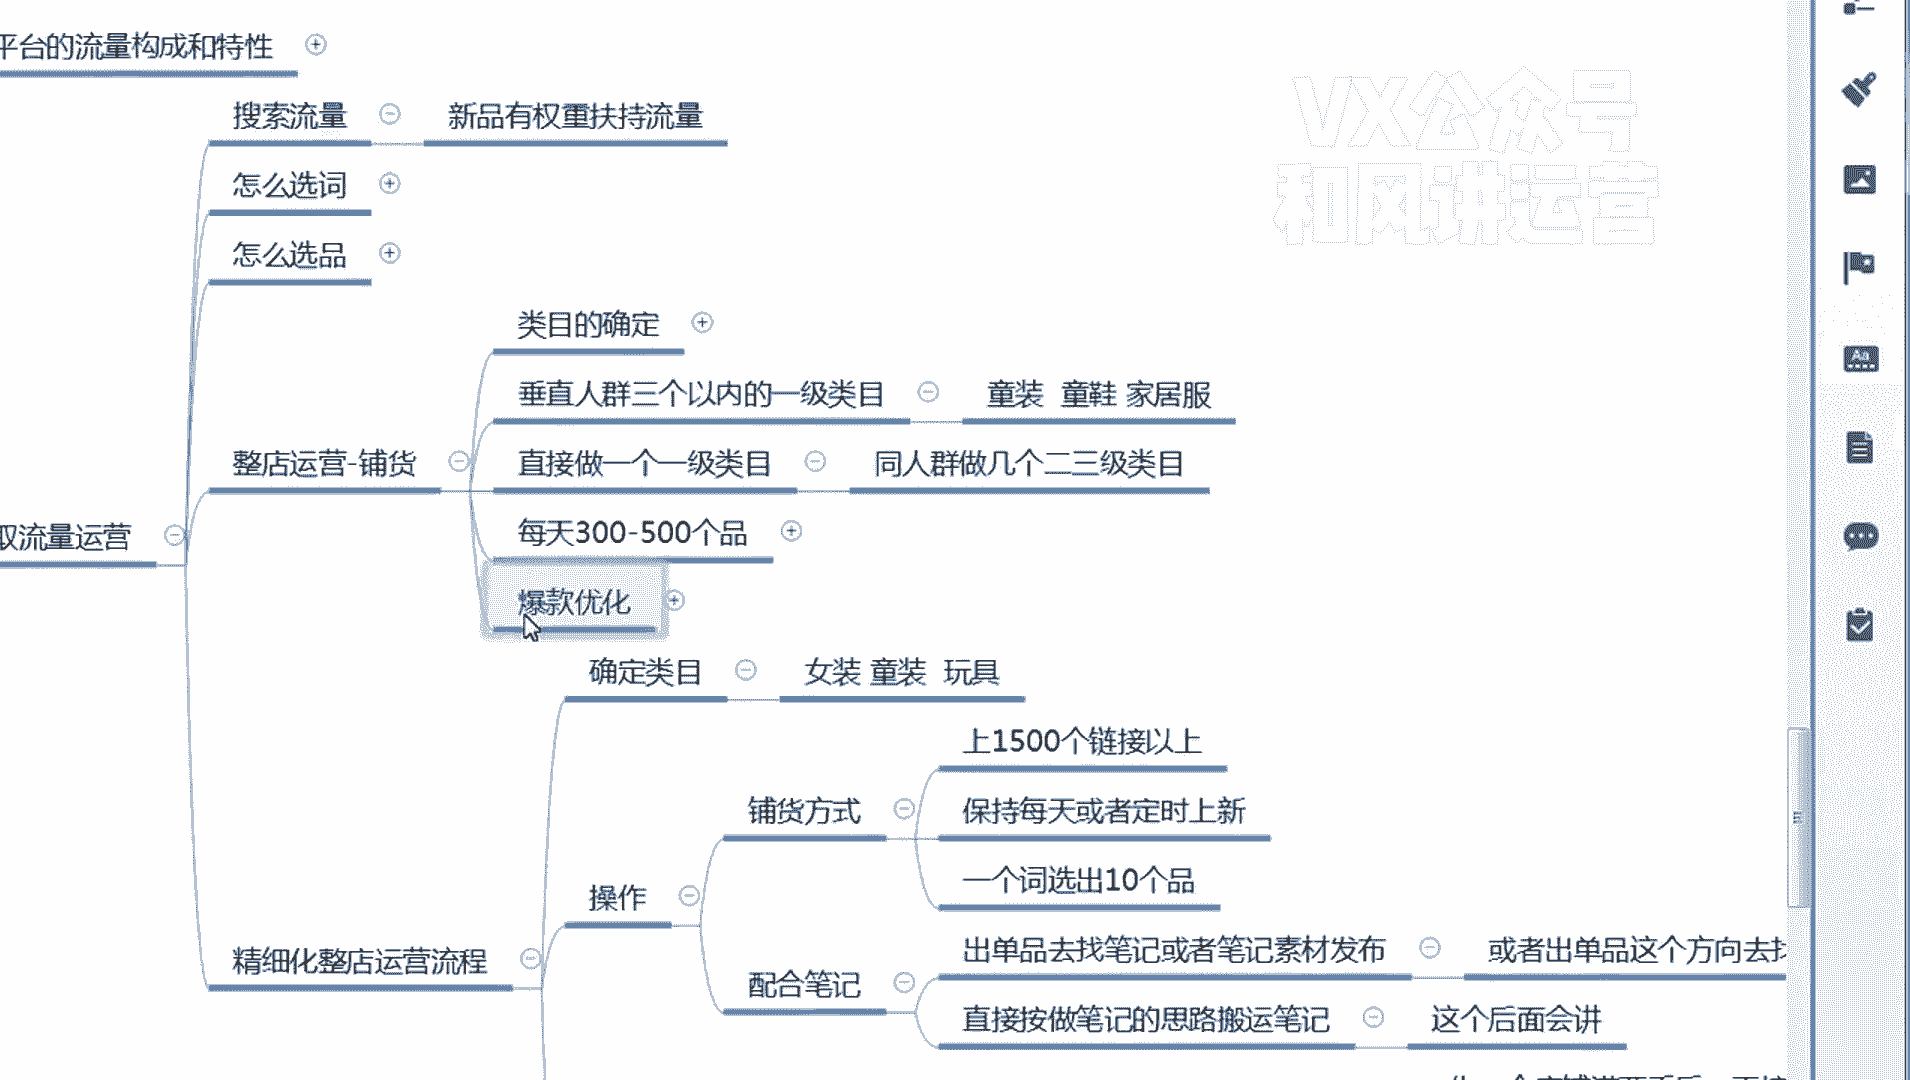 平台的流量构成和特性
搜索流量
新品有权重扶持流量
VX公众号
和风讲运营
怎么选词
怎么选品
类目的确定
垂直人群三个以内的一级类目
童装 童鞋 家居服
整店运营-铺货
直接做一个一级类目
同人群做几个二三级类目
取流量运营
每天300-500个品
爆款优化
确定类目
女装 童装 玩具
上1500个链接以上
铺货方式
保持每天或者定时上新
一个词选出10个品
操作
精细化整店运营流程
出单品去找笔记或者笔记素材发布
或者出单品这个方向去找
配合笔记
直接按做笔记的思路搬运笔记
这个后面会讲